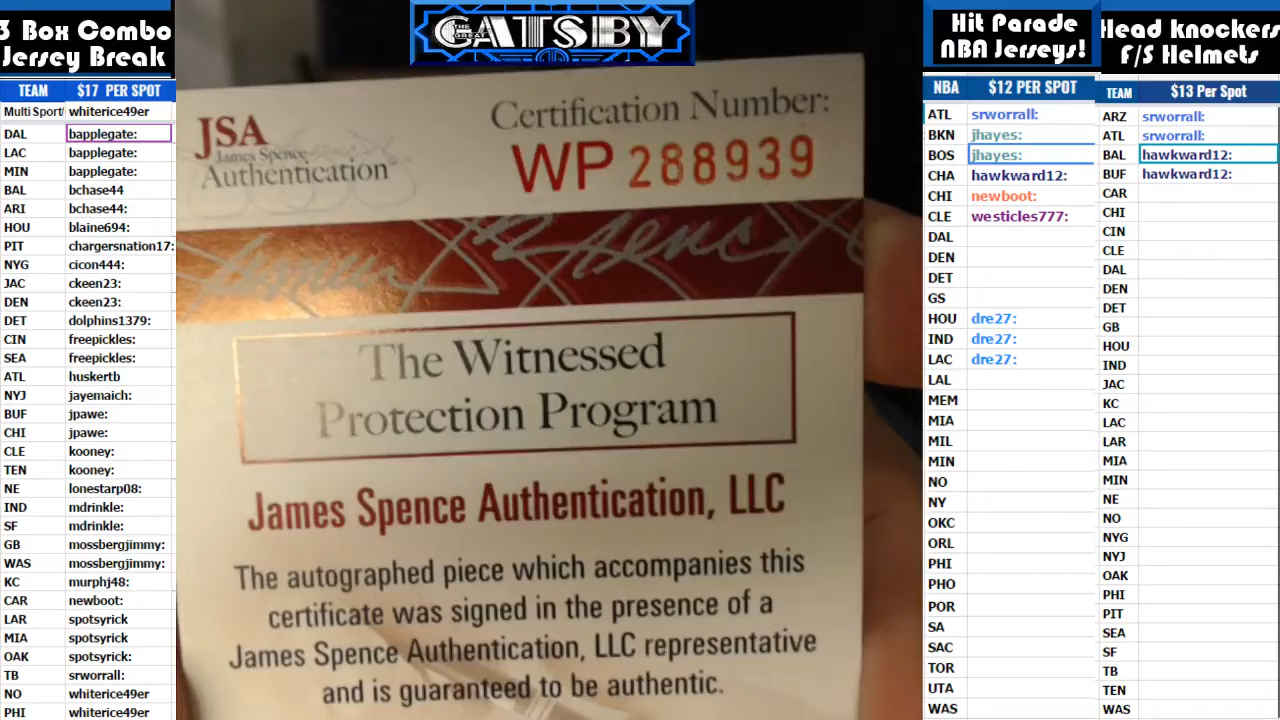 3 Box Combo
Jersey Break
TEAM $17 PER SPOT
Multi Sport/ whiterice49er
DAL bapplegate:
LAC bapplegate:
MIN bapplegate:
BAL bchase44
ARI bchase44:
HOU blaine694:
PIT chargersnation17:
NYG cicon444:
JAC ckeen23:
DEN ckeen23:
DET dolphins1379:
CIN freepickles:
SEA freepickles:
ATL huskertb
NYJ jayemaich:
BUF jpawe:
CHI jpawe:
CLE kooney:
TEN kooney:
NE lonestarp08:
IND mdrinkle:
SF mdrinkle:
GB mossbergjimmy:
WAS mossbergjimmy:
KC murphj48:
CAR newboot:
LAR spotsyrick
MIA spotsyrick
OAK spotsyrick:
TB srworrall:
NO whiterice49er
PHI whiterice49er
THE GREAT
GATSBY
JSA
James Spence
Authentication
Certification Number:
WP 288939
James Spence
The Witnessed
Protection Program
James Spence Authentication, LLC
The autographed piece which accompanies this
certificate was signed in the presence of a
James Spence Authentication, LLC representative
and is guaranteed to be authentic.
Hit Parade
NBA Jerseys!
NBA $12 PER SPOT
ATL srworrall:
BKN jhayes:
BOS jhayes:
CHA hawkward12:
CHI newboot:
CLE westicles777:
DAL
DEN
DET
GS
HOU dre27:
IND dre27:
LAC dre27:
LAL
MEM
MIA
MIL
MIN
NO
NY
OKC
ORL
PHI
PHO
POR
SA
SAC
TOR
UTA
WAS
Head knockers
F/S Helmets
TEAM $13 Per Spot
ARZ srworrall:
ATL srworrall:
BAL hawkward12:
BUF hawkward12:
CAR
CHI
CIN
CLE
DAL
DEN
DET
GB
HOU
IND
JAC
KC
LAC
LAR
MIA
MIN
NE
NO
NYG
NYJ
OAK
PHI
PIT
SEA
SF
TB
TEN
WAS